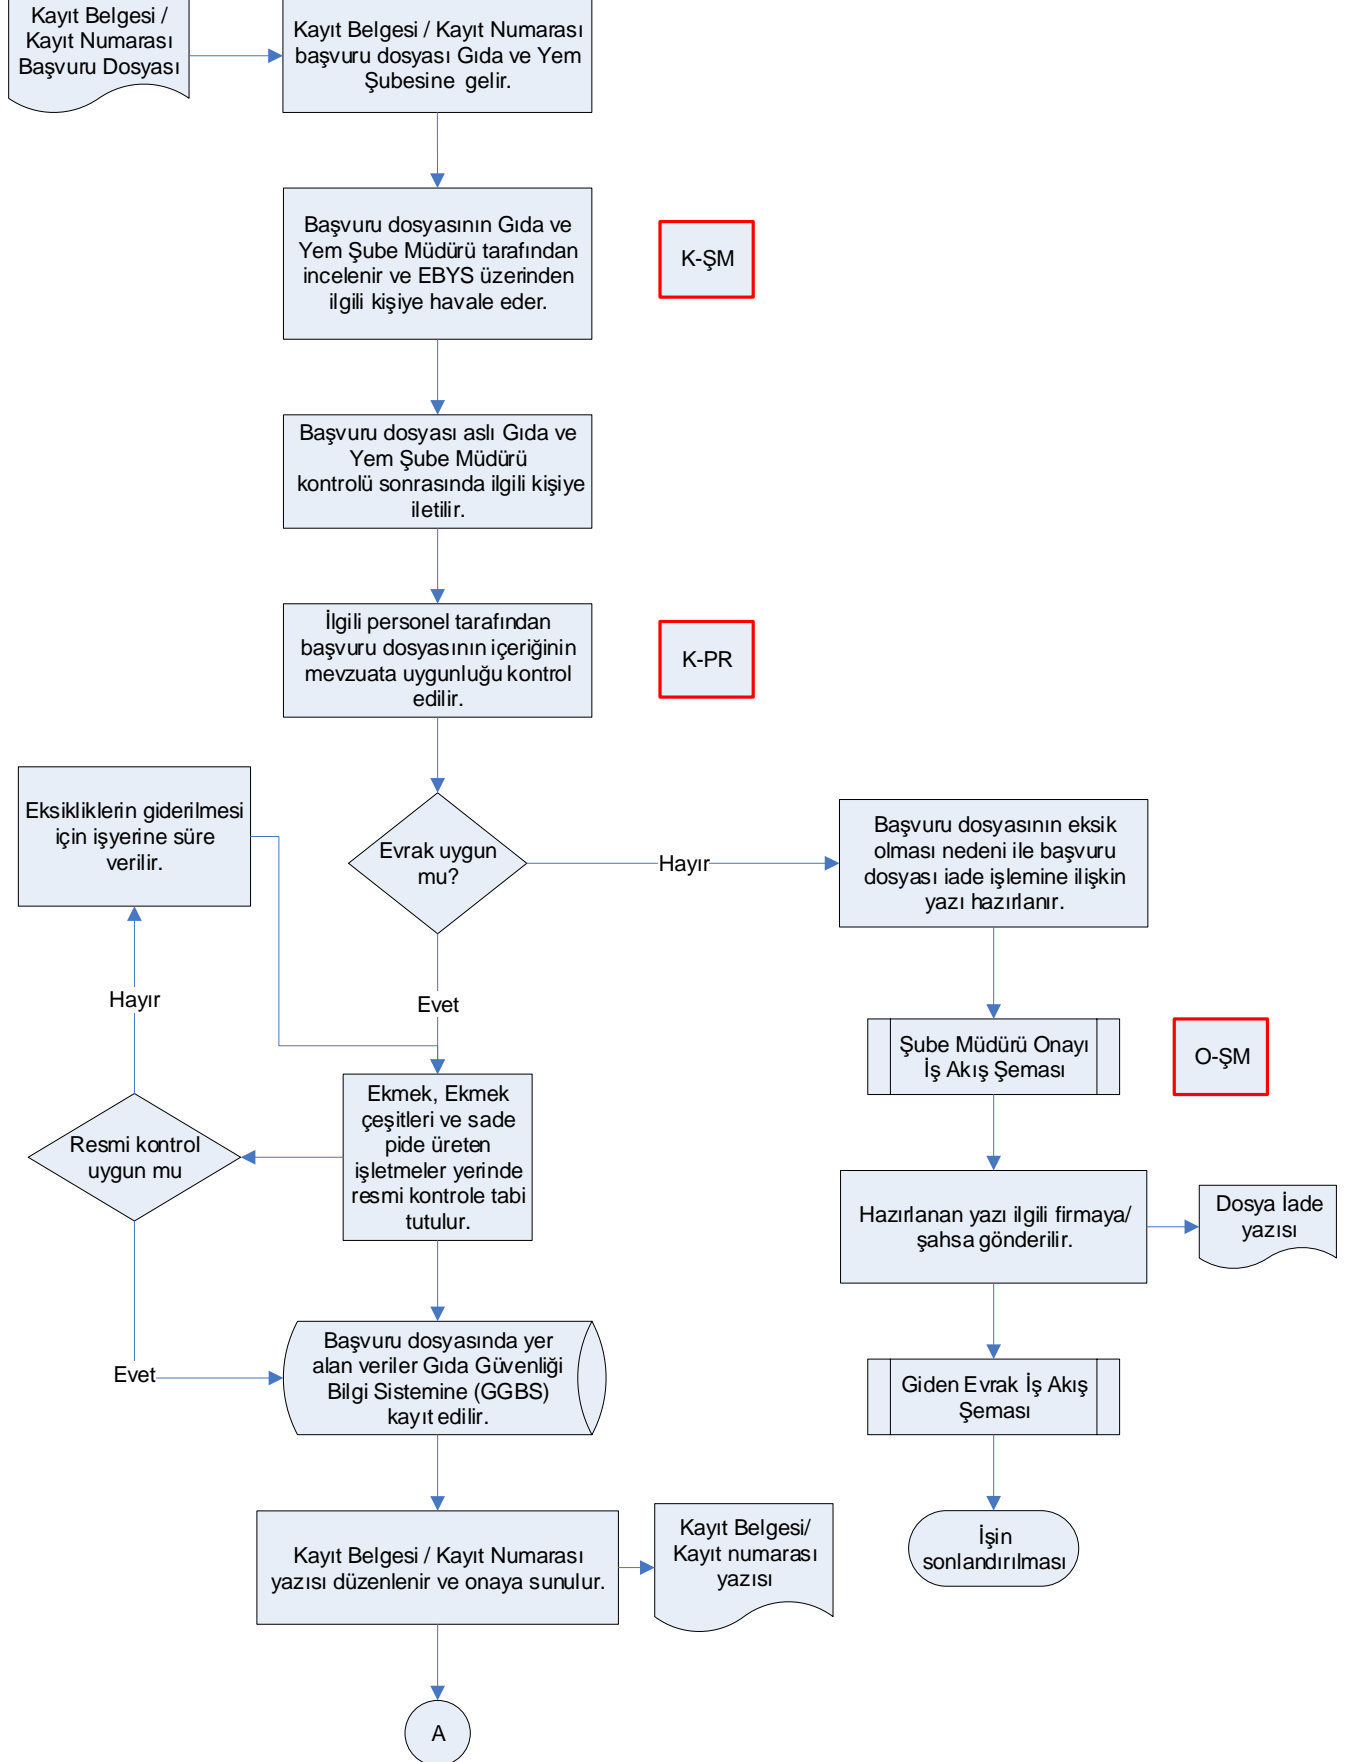 Kayıt Belgesi /
Kayıt Numarası
Başvuru Dosyası
Kayıt Belgesi / Kayıt Numarası
başvuru dosyası Gıda ve Yem
Şubesine gelir.
Başvuru dosyasının Gıda ve
Yem Şube Müdürü tarafından
incelenir ve EBYS üzerinden
ilgili kişiye havale eder.
K-ŞM
Başvuru dosyası aslı Gıda ve
Yem Şube Müdürü
kontrolü sonrasında ilgili kişiye
iletilir.
İlgili personel tarafından
başvuru dosyasının içeriğinin
mevzuata uygunluğu kontrol
edilir.
K-PR
Eksikliklerin giderilmesi
için işyerine süre
verilir.
Evrak uygun
mu?
Hayır
Başvuru dosyasının eksik
olması nedeni ile başvuru
dosyası iade işlemine ilişkin
yazı hazırlanır.
Hayır
Evet
Şube Müdürü Onayı
İş Akış Şeması
O-ŞM
Resmi kontrol
uygun mu
Ekmek, Ekmek
çeşitleri ve sade
pide üreten
işletmeler yerinde
resmi kontrole tabi
tutulur.
Hazırlanan yazı ilgili firmaya/
şahsa gönderilir.
Dosya İade
yazısı
Evet
Başvuru dosyasında yer
alan veriler Gıda Güvenliği
Bilgi Sistemine (GGBS)
kayıt edilir.
Giden Evrak İş Akış
Şeması
Kayıt Belgesi / Kayıt Numarası
yazısı düzenlenir ve onaya sunulur.
Kayıt Belgesi/
Kayıt numarası
yazısı
İşin
sonlandırılması
A